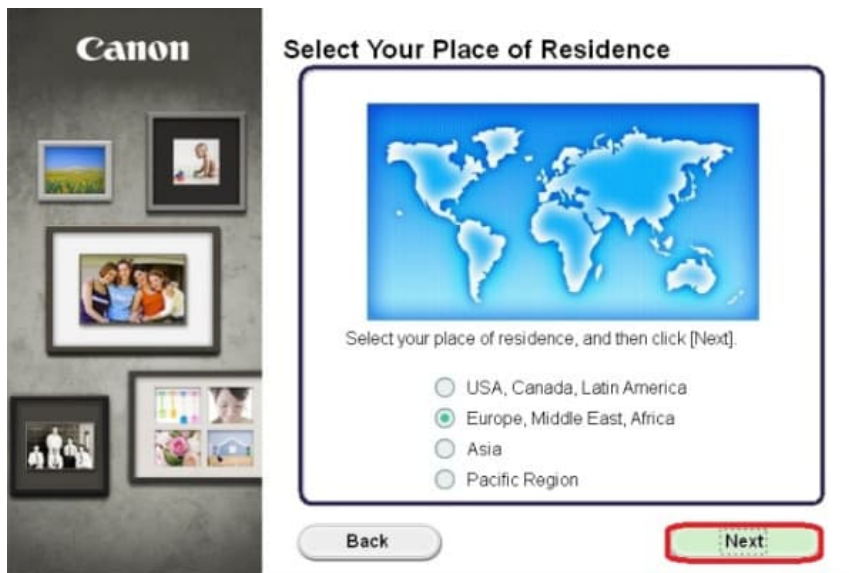 Canon
Select Your Place of Residence
Select your place of residence, and then click [Next].
USA, Canada, Latin America
Europe, Middle East, Africa
Asia
Pacific Region
Back
Next